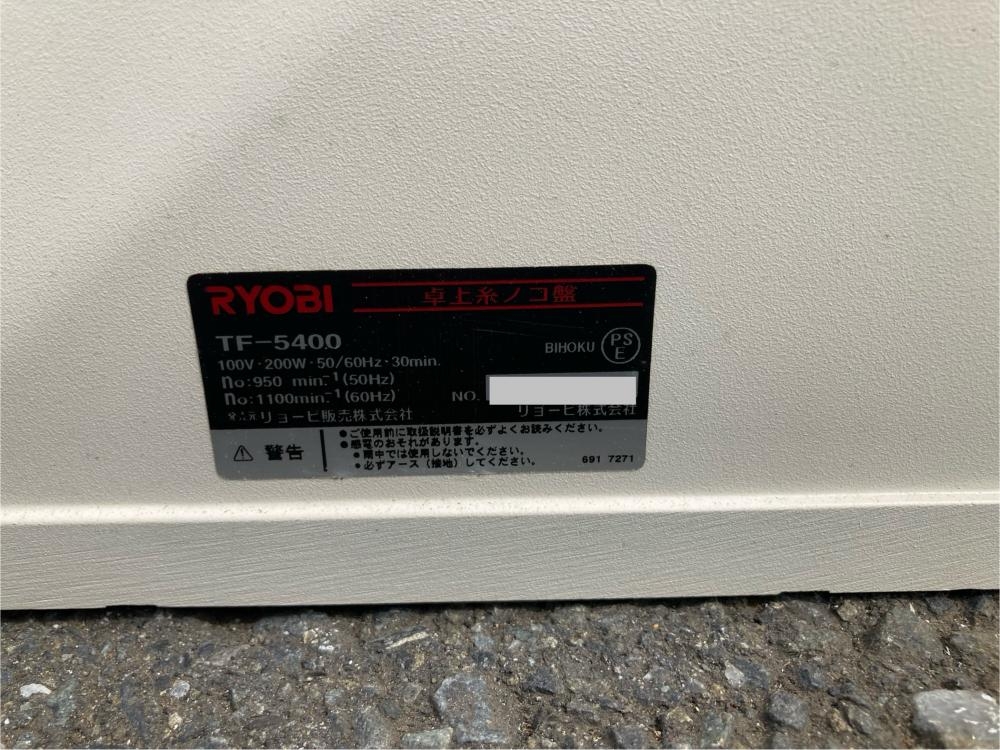 RYOBI 卓上糸ノコ盤
TF-5400
BIHOKU PSE
100V・200W・50/60Hz・30min.
no:950 min.⁻¹(50Hz)
no:1100min.⁻¹(60Hz)
NO.
リョービ販売株式会社
リョービ株式会社
⚠ 警告
●ご使用前に取扱説明書を必ずよくお読みください。
●感電のおそれがあります。
●雨中では使用しないでください。
●必ずアース(接地)してください。
691 7271